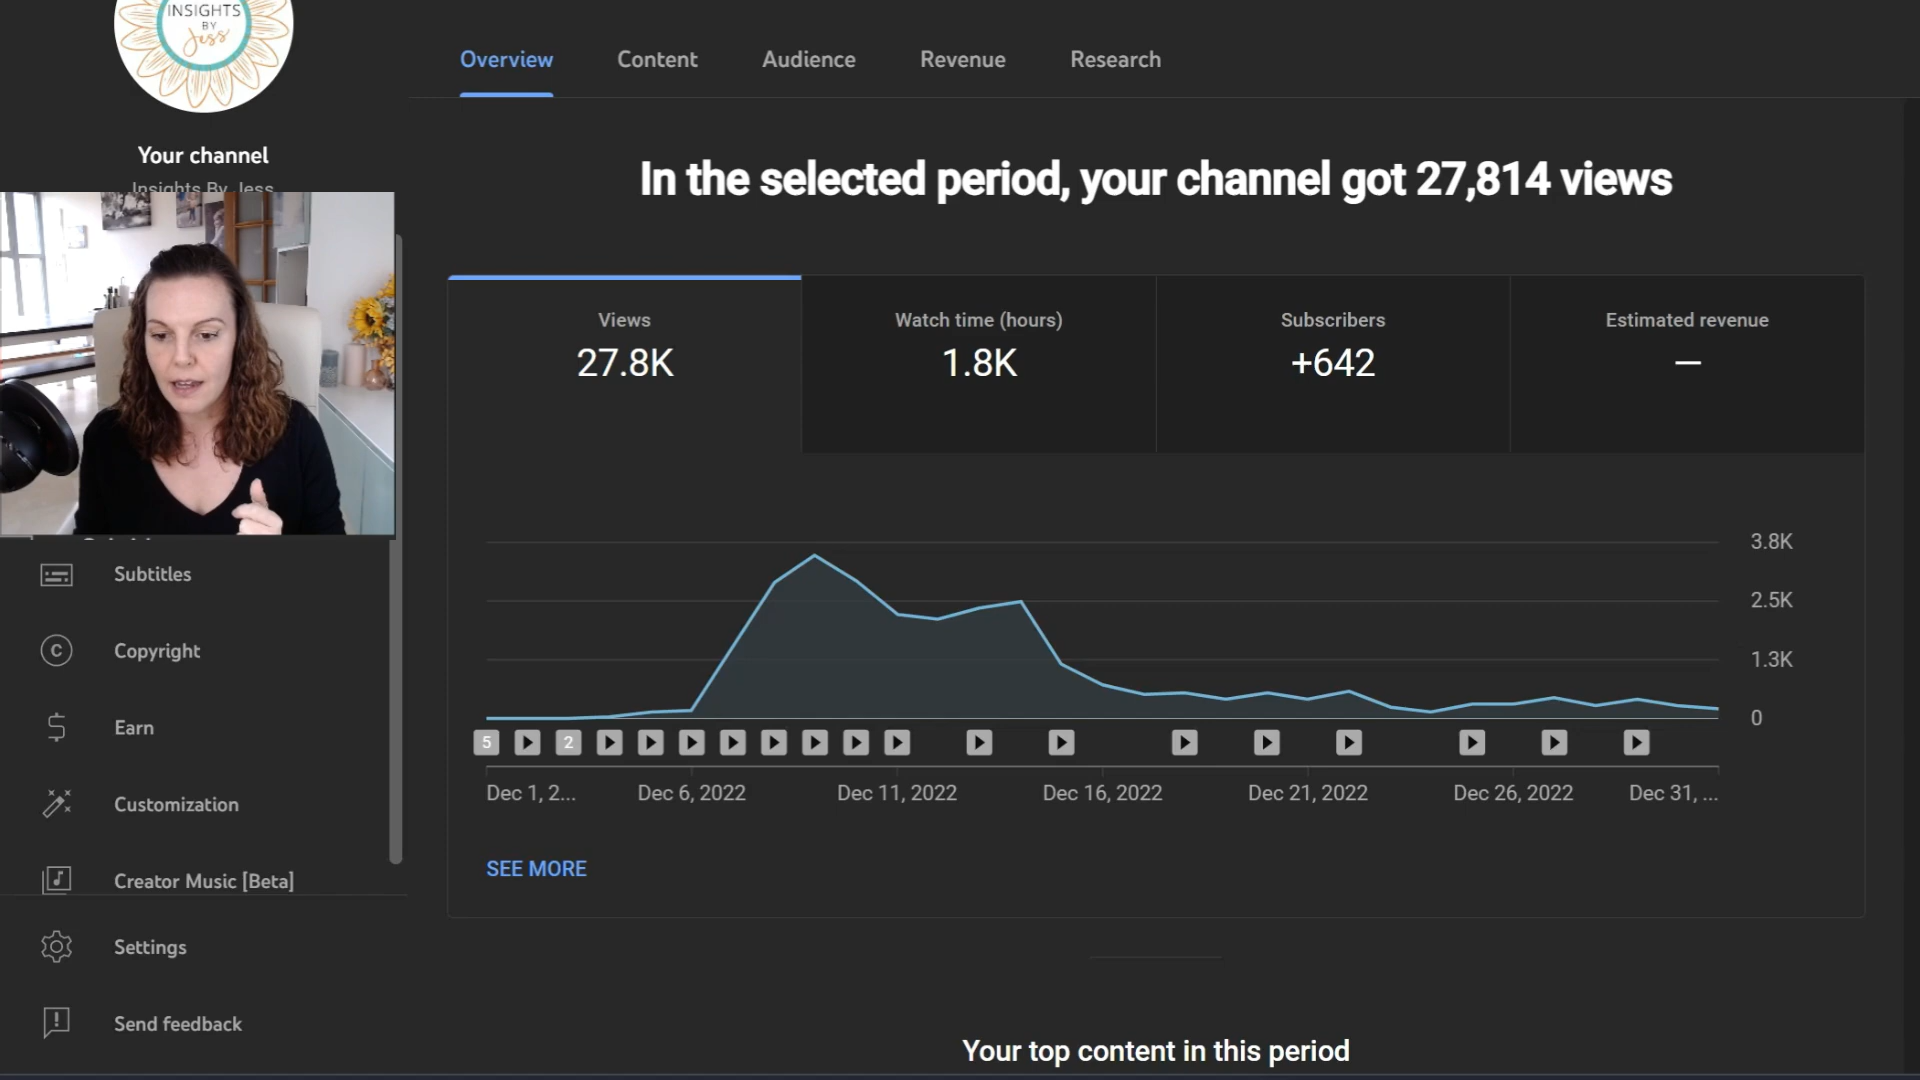 INSIGHTS
BY
Jess
Your channel
Insights By Jess
Subtitles
Copyright
Earn
Customization
Creator Music [Beta]
Settings
Send feedback
Overview Content Audience Revenue Research
In the selected period, your channel got 27,814 views
Views Watch time (hours) Subscribers Estimated revenue
27.8K 1.8K +642 —
3.8K
2.5K
1.3K
0
5 2
Dec 1, 2... Dec 6, 2022 Dec 11, 2022 Dec 16, 2022 Dec 21, 2022 Dec 26, 2022 Dec 31, ...
SEE MORE
Your top content in this period